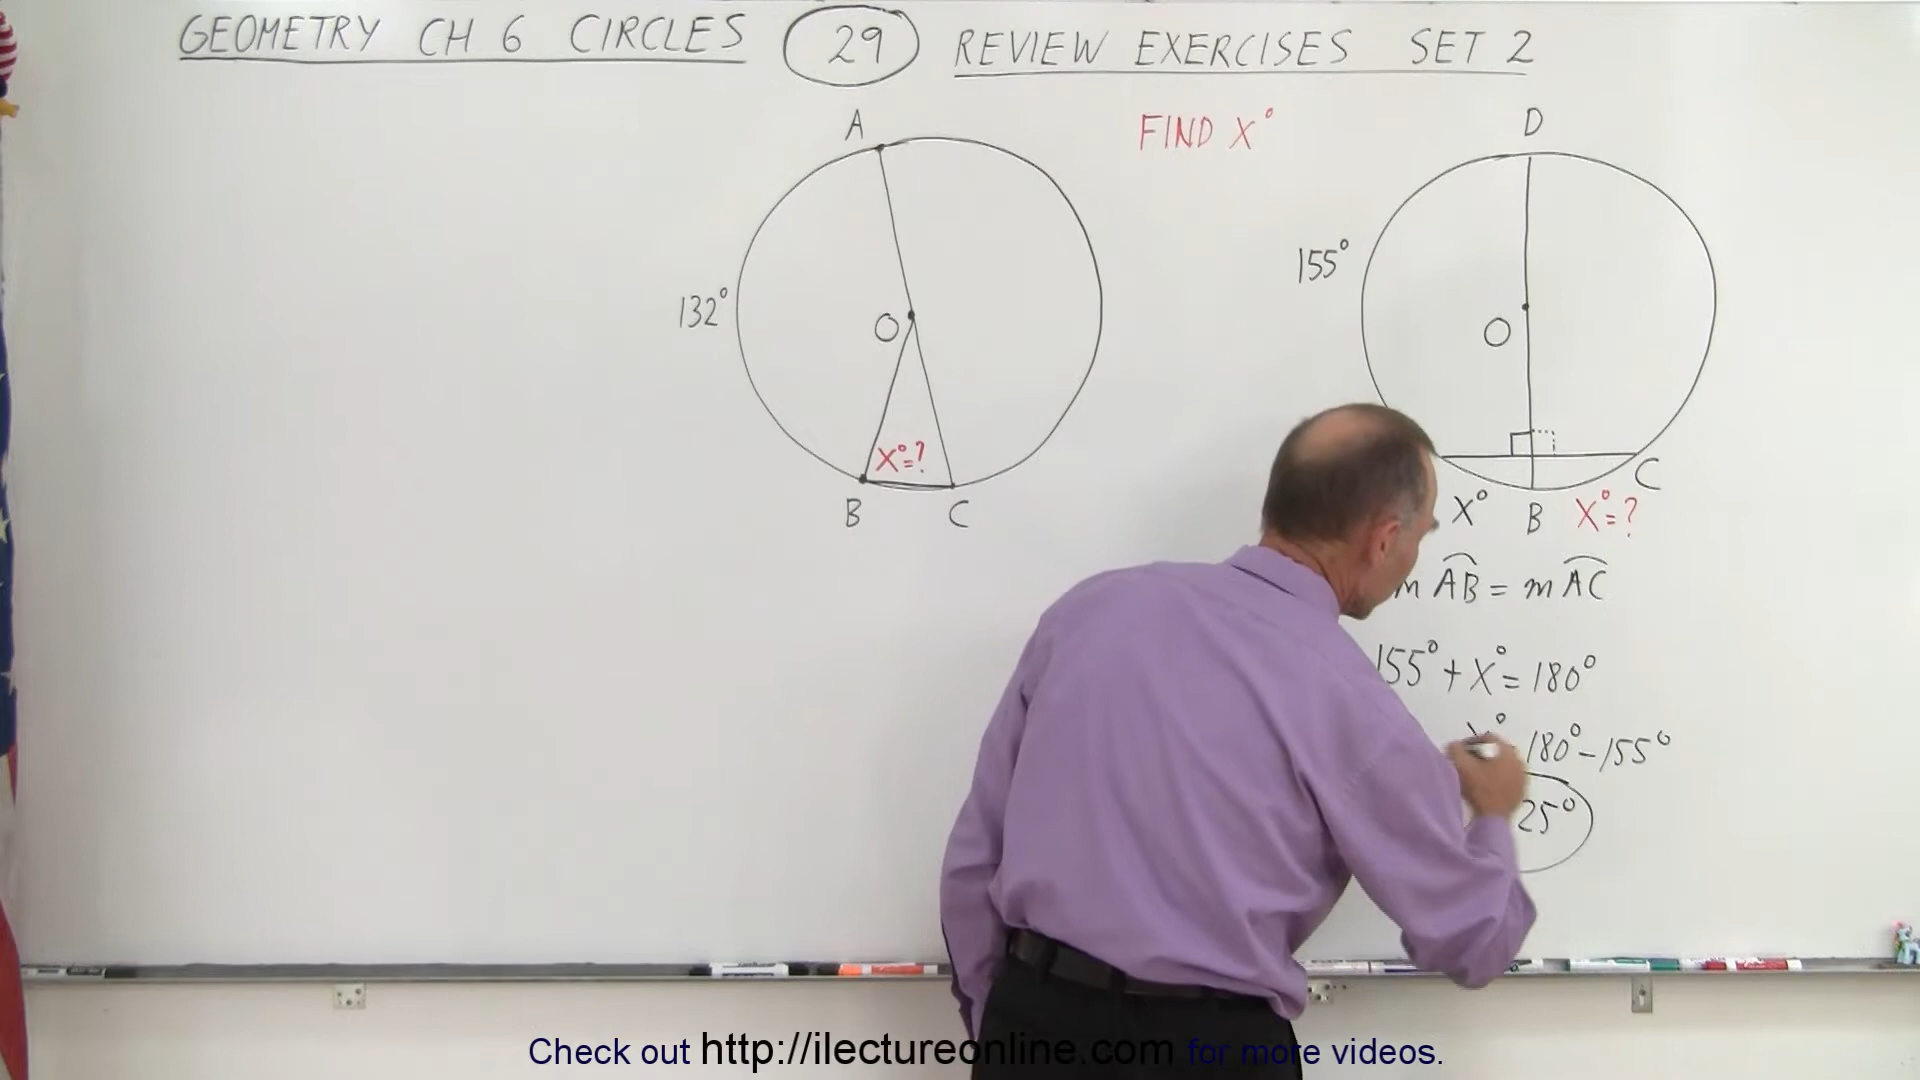 GEOMETRY CH 6 CIRCLES 29 REVIEW EXERCISES SET 2
FIND X°
A
132°
O
X°=?
B C
D
155°
O
C
X° B X°=?
m AB = m AC
155° + X° = 180°
X° 180° - 155°
25°
Check out http://ilectureonline.com for more videos.